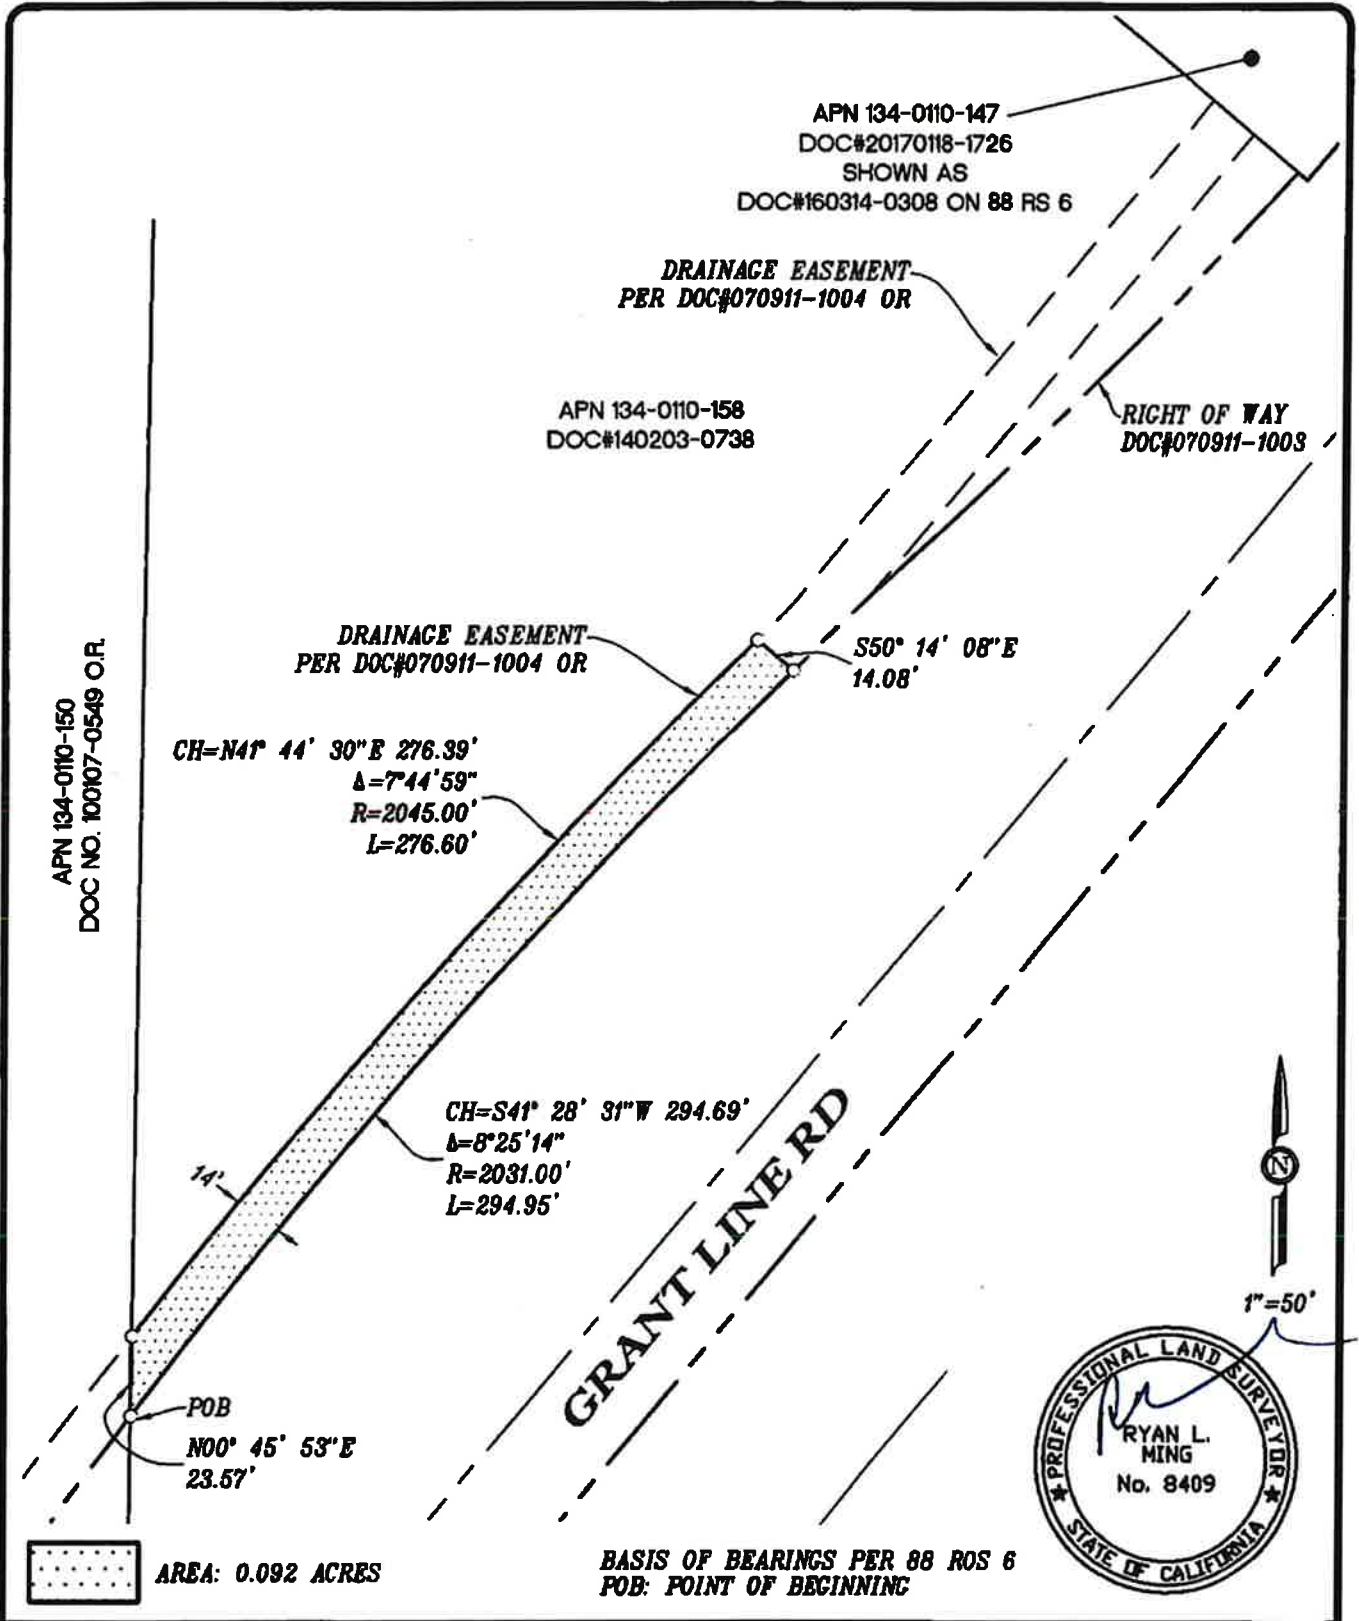 APN 134-0110-147
DOC#20170118-1726
SHOWN AS
DOC#160314-0308 ON 88 RS 6
DRAINAGE EASEMENT
PER DOC#070911-1004 OR
APN 134-0110-158
DOC#140203-0738
RIGHT OF WAY
DOC#070911-1003
DRAINAGE EASEMENT
PER DOC#070911-1004 OR
S50° 14' 08"E
14.08'
APN 134-0110-150
DOC NO. 100107-0549 O.R.
CH=N41° 44' 30"E 276.39'
Δ=7°44'59"
R=2045.00'
L=276.60'
CH=S41° 28' 31"W 294.69'
Δ=8°25'14"
R=2031.00'
L=294.95'
14'
GRANT LINE RD
N
1"=50'
POB
N00° 45' 53"E
23.57'
PROFESSIONAL LAND SURVEYOR
RYAN L.
MING
No. 8409
STATE OF CALIFORNIA
AREA: 0.092 ACRES
BASIS OF BEARINGS PER 88 ROS 6
POB: POINT OF BEGINNING